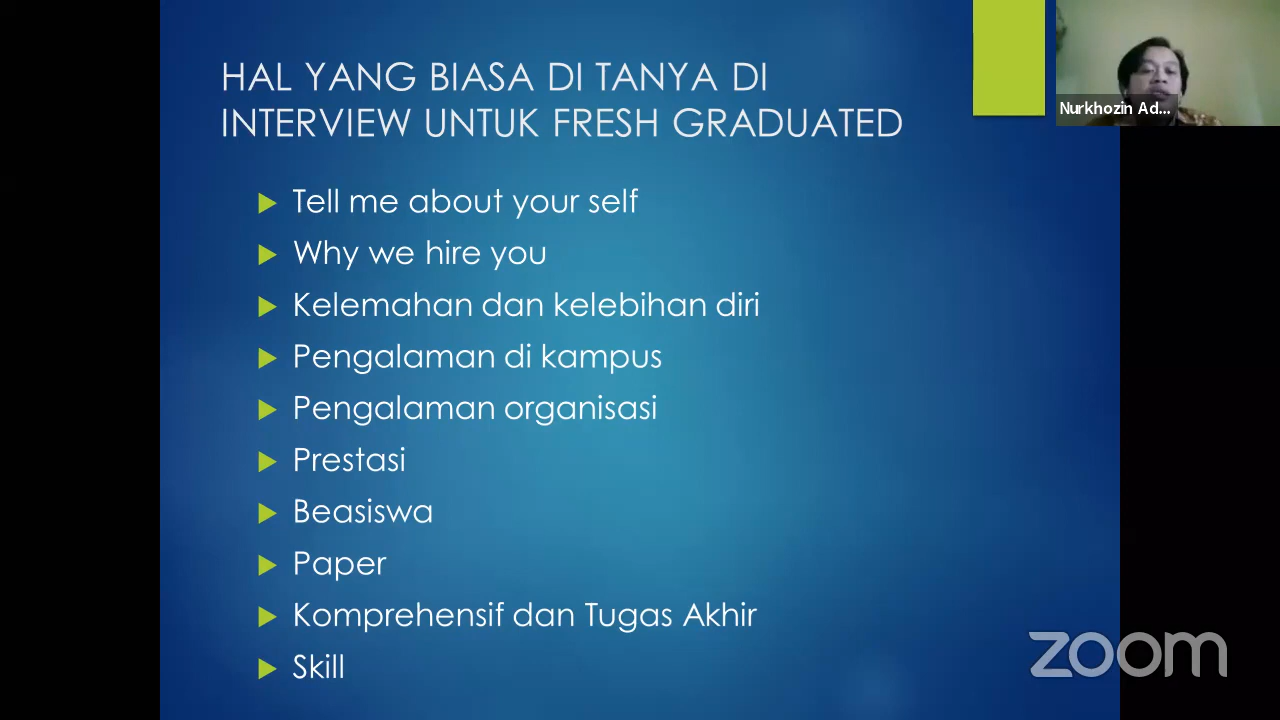 HAL YANG BIASA DI TANYA DI
INTERVIEW UNTUK FRESH GRADUATED
Tell me about your self
Why we hire you
Kelemahan dan kelebihan diri
Pengalaman di kampus
Pengalaman organisasi
Prestasi
Beasiswa
Paper
Komprehensif dan Tugas Akhir
Skill
Nurkhozin Ad...
zoom